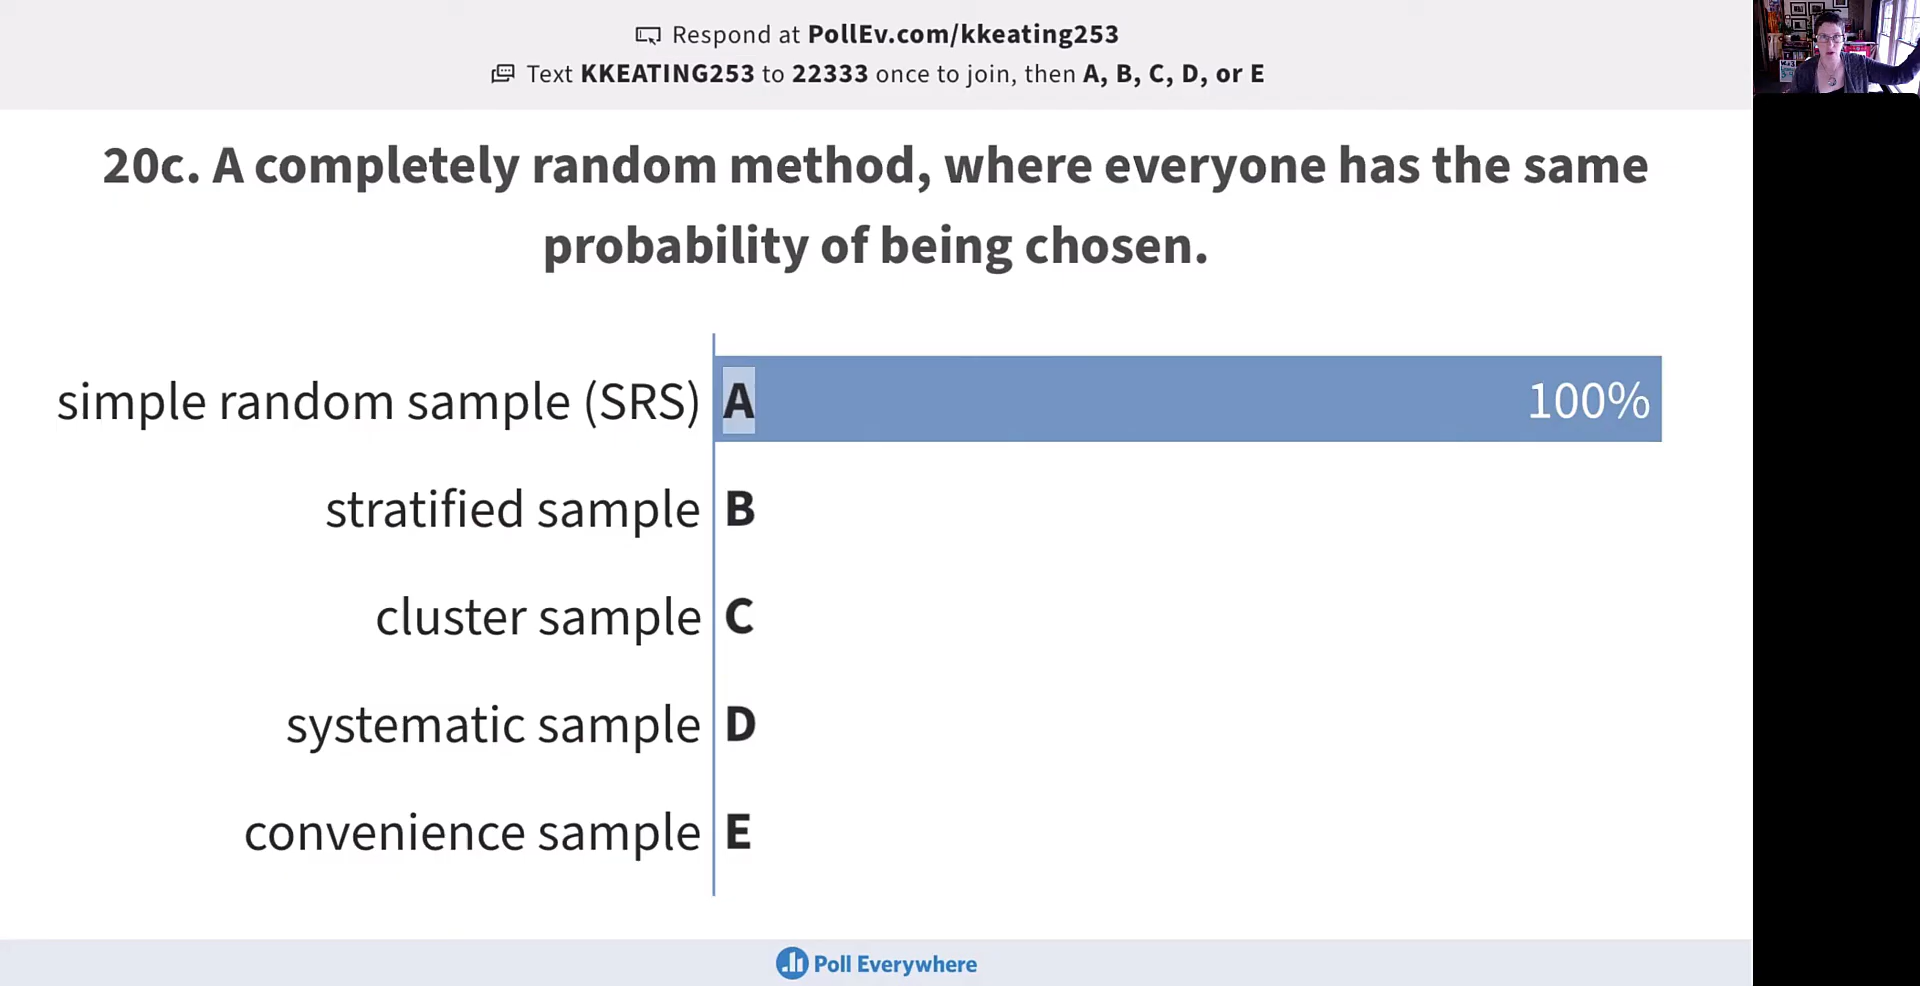 Respond at PollEv.com/kkeating253
Text KKEATING253 to 22333 once to join, then A, B, C, D, or E
20c. A completely random method, where everyone has the same
probability of being chosen.
simple random sample (SRS) A 100%
stratified sample B
cluster sample C
systematic sample D
convenience sample E
Poll Everywhere